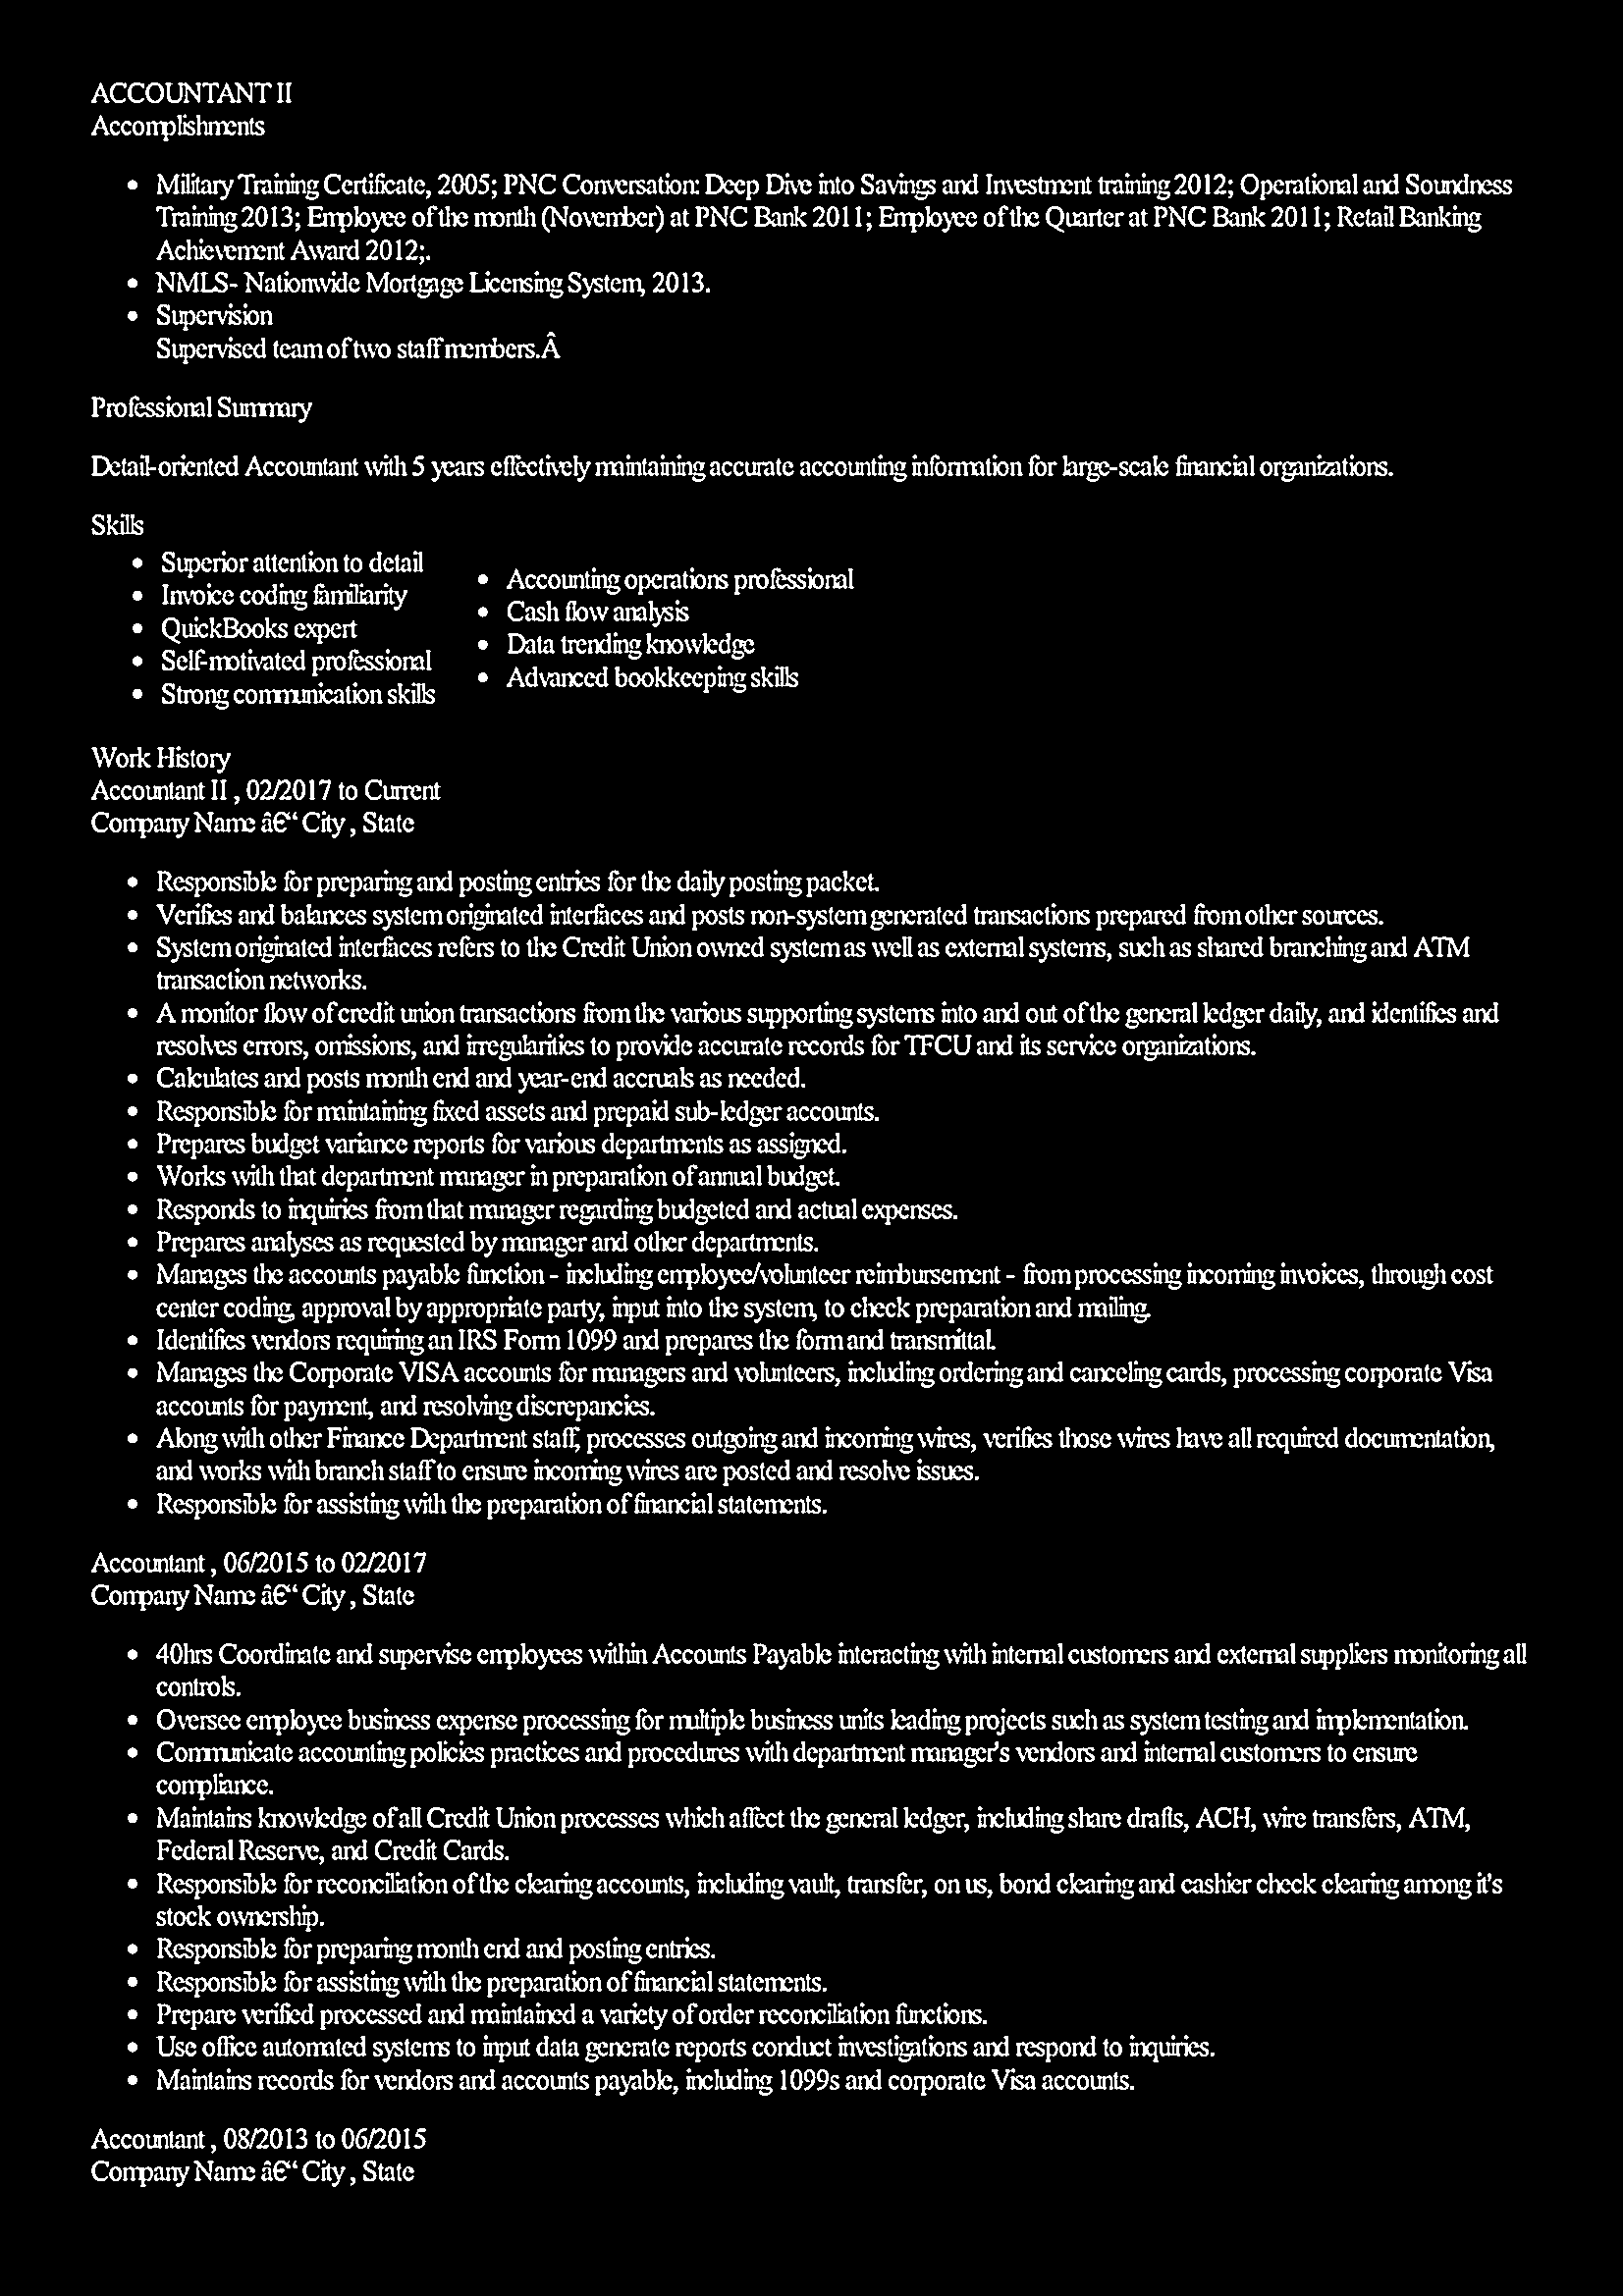 ACCOUNTANT II
Accomplishments
• Military Training Certificate, 2005; PNC Conversation: Deep Dive into Savings and Investment training 2012; Operational and Soundness
Training 2013; Employee of the month (November) at PNC Bank 2011; Employee of the Quarter at PNC Bank 2011; Retail Banking
Achievement Award 2012;.
• NMLS- Nationwide Mortgage Licensing System, 2013.
• Supervision
Supervised team of two staff members.Â
Professional Summary
Detail-oriented Accountant with 5 years effectively maintaining accurate accounting information for large-scale financial organizations.
Skills
• Superior attention to detail
• Invoice coding familiarity
• QuickBooks expert
• Self-motivated professional
• Strong communication skills
• Accounting operations professional
• Cash flow analysis
• Data trending knowledge
• Advanced bookkeeping skills
Work History
Accountant II , 02/2017 to Current
Company Name â€“ City , State
• Responsible for preparing and posting entries for the daily posting packet.
• Verifies and balances system originated interfaces and posts non-system generated transactions prepared from other sources.
• System originated interfaces refers to the Credit Union owned system as well as external systems, such as shared branching and ATM
transaction networks.
• A monitor flow of credit union transactions from the various supporting systems into and out of the general ledger daily, and identifies and
resolves errors, omissions, and irregularities to provide accurate records for TFCU and its service organizations.
• Calculates and posts month end and year-end accruals as needed.
• Responsible for maintaining fixed assets and prepaid sub-ledger accounts.
• Prepares budget variance reports for various departments as assigned.
• Works with that department manager in preparation of annual budget.
• Responds to inquiries from that manager regarding budgeted and actual expenses.
• Prepares analyses as requested by manager and other departments.
• Manages the accounts payable function - including employee/volunteer reimbursement - from processing incoming invoices, through cost
center coding, approval by appropriate party, input into the system, to check preparation and mailing.
• Identifies vendors requiring an IRS Form 1099 and prepares the form and transmittal.
• Manages the Corporate VISA accounts for managers and volunteers, including ordering and canceling cards, processing corporate Visa
accounts for payment, and resolving discrepancies.
• Along with other Finance Department staff, processes outgoing and incoming wires, verifies those wires have all required documentation,
and works with branch staff to ensure incoming wires are posted and resolve issues.
• Responsible for assisting with the preparation of financial statements.
Accountant , 06/2015 to 02/2017
Company Name â€“ City , State
• 40hrs Coordinate and supervise employees within Accounts Payable interacting with internal customers and external suppliers monitoring all
controls.
• Oversee employee business expense processing for multiple business units leading projects such as system testing and implementation.
• Communicate accounting policies practices and procedures with department manager's vendors and internal customers to ensure
compliance.
• Maintains knowledge of all Credit Union processes which affect the general ledger, including share drafts, ACH, wire transfers, ATM,
Federal Reserve, and Credit Cards.
• Responsible for reconciliation of the clearing accounts, including vault, transfer, on us, bond clearing and cashier check clearing among it's
stock ownership.
• Responsible for preparing month end and posting entries.
• Responsible for assisting with the preparation of financial statements.
• Prepare verified processed and maintained a variety of order reconciliation functions.
• Use office automated systems to input data generate reports conduct investigations and respond to inquiries.
• Maintains records for vendors and accounts payable, including 1099s and corporate Visa accounts.
Accountant , 08/2013 to 06/2015
Company Name â€“ City , State